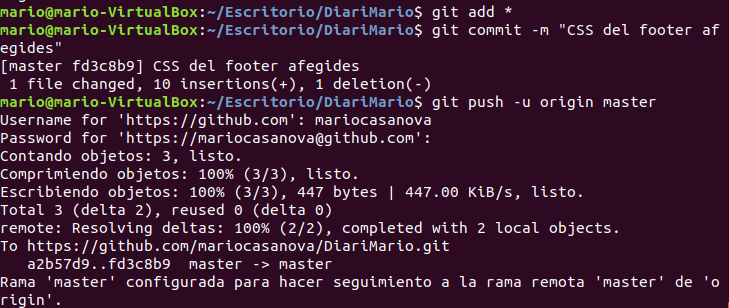 mario@mario-VirtualBox:~/Escritorio/DiariMario$ git add *
mario@mario-VirtualBox:~/Escritorio/DiariMario$ git commit -m "CSS del footer af
egides"
[master fd3c8b9] CSS del footer afegides
 1 file changed, 10 insertions(+), 1 deletion(-)
mario@mario-VirtualBox:~/Escritorio/DiariMario$ git push -u origin master
Username for 'https://github.com': mariocasanova
Password for 'https://mariocasanova@github.com':
Contando objetos: 3, listo.
Comprimiendo objetos: 100% (3/3), listo.
Escribiendo objetos: 100% (3/3), 447 bytes | 447.00 KiB/s, listo.
Total 3 (delta 2), reused 0 (delta 0)
remote: Resolving deltas: 100% (2/2), completed with 2 local objects.
To https://github.com/mariocasanova/DiariMario.git
   a2b57d9..fd3c8b9  master -> master
Rama 'master' configurada para hacer seguimiento a la rama remota 'master' de 'o
rigin'.